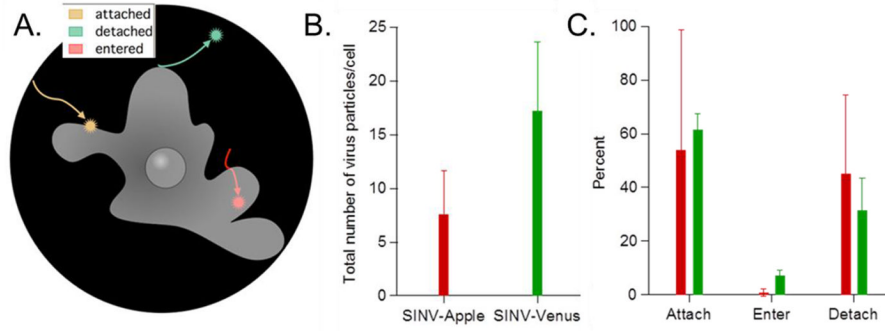 A.
attached
detached
entered
B.
Total number of virus particles/cell
25
20
15
10
5
0
SINV-Apple SINV-Venus
C.
Percent
100
80
60
40
20
0
Attach Enter Detach